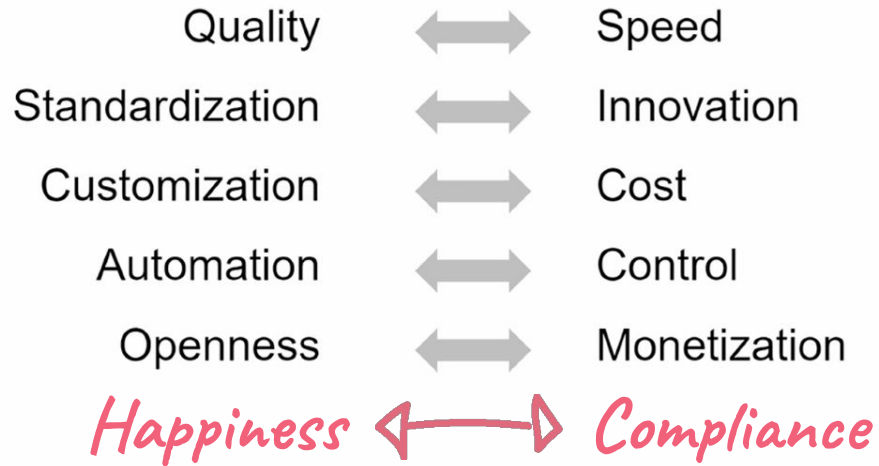 Quality Speed
Standardization Innovation
Customization Cost
Automation Control
Openness Monetization
Happiness Compliance